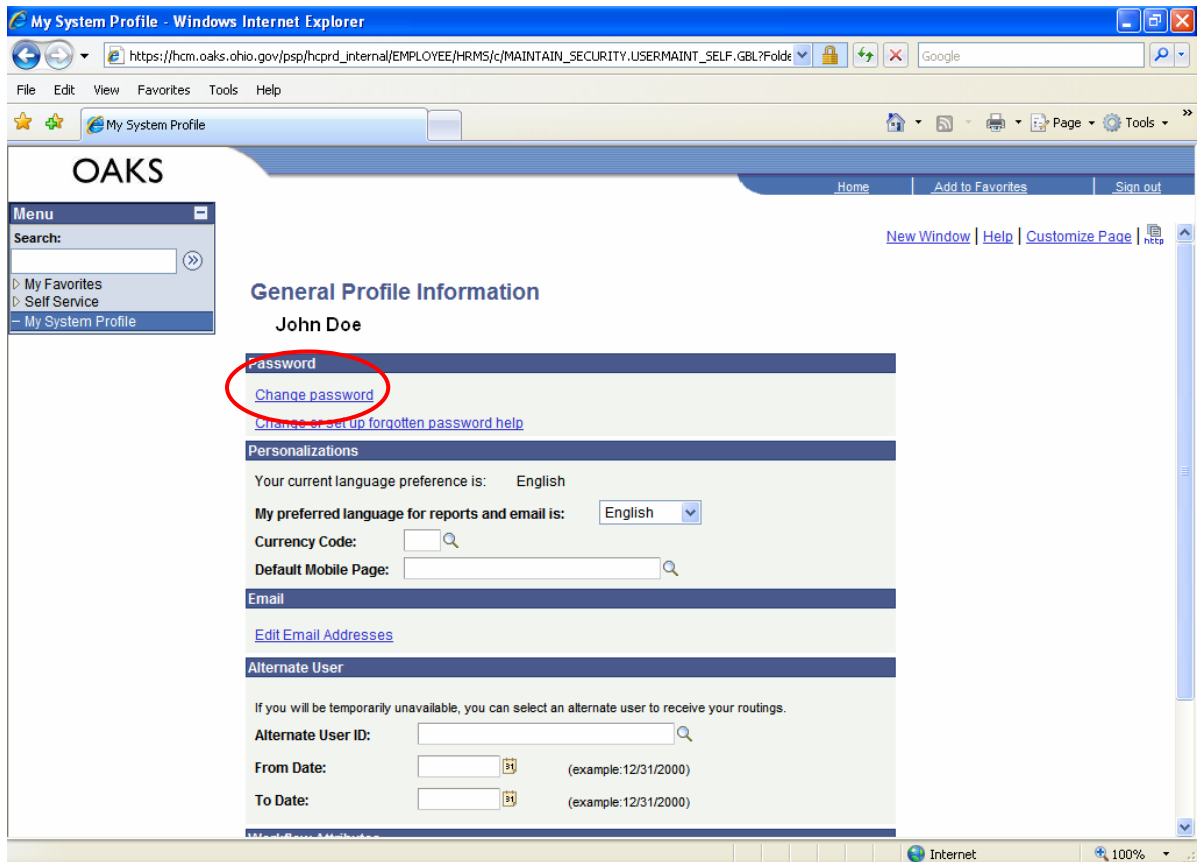 My System Profile - Windows Internet Explorer
https://hcm.oaks.ohio.gov/psp/hcprd_internal/EMPLOYEE/HRMS/c/MAINTAIN_SECURITY.USERMAINT_SELF.GBL?Folde
Google
File Edit View Favorites Tools Help
My System Profile
Page Tools »
OAKS
Home Add to Favorites Sign out
Menu
Search:
My Favorites
Self Service
My System Profile
New Window | Help | Customize Page | http
General Profile Information
John Doe
Password
Change password
Change or set up forgotten password help
Personalizations
Your current language preference is: English
My preferred language for reports and email is: English
Currency Code:
Default Mobile Page:
Email
Edit Email Addresses
Alternate User
If you will be temporarily unavailable, you can select an alternate user to receive your routings.
Alternate User ID:
From Date: 31 (example:12/31/2000)
To Date: 31 (example:12/31/2000)
Workflow Attributes
Internet 100%